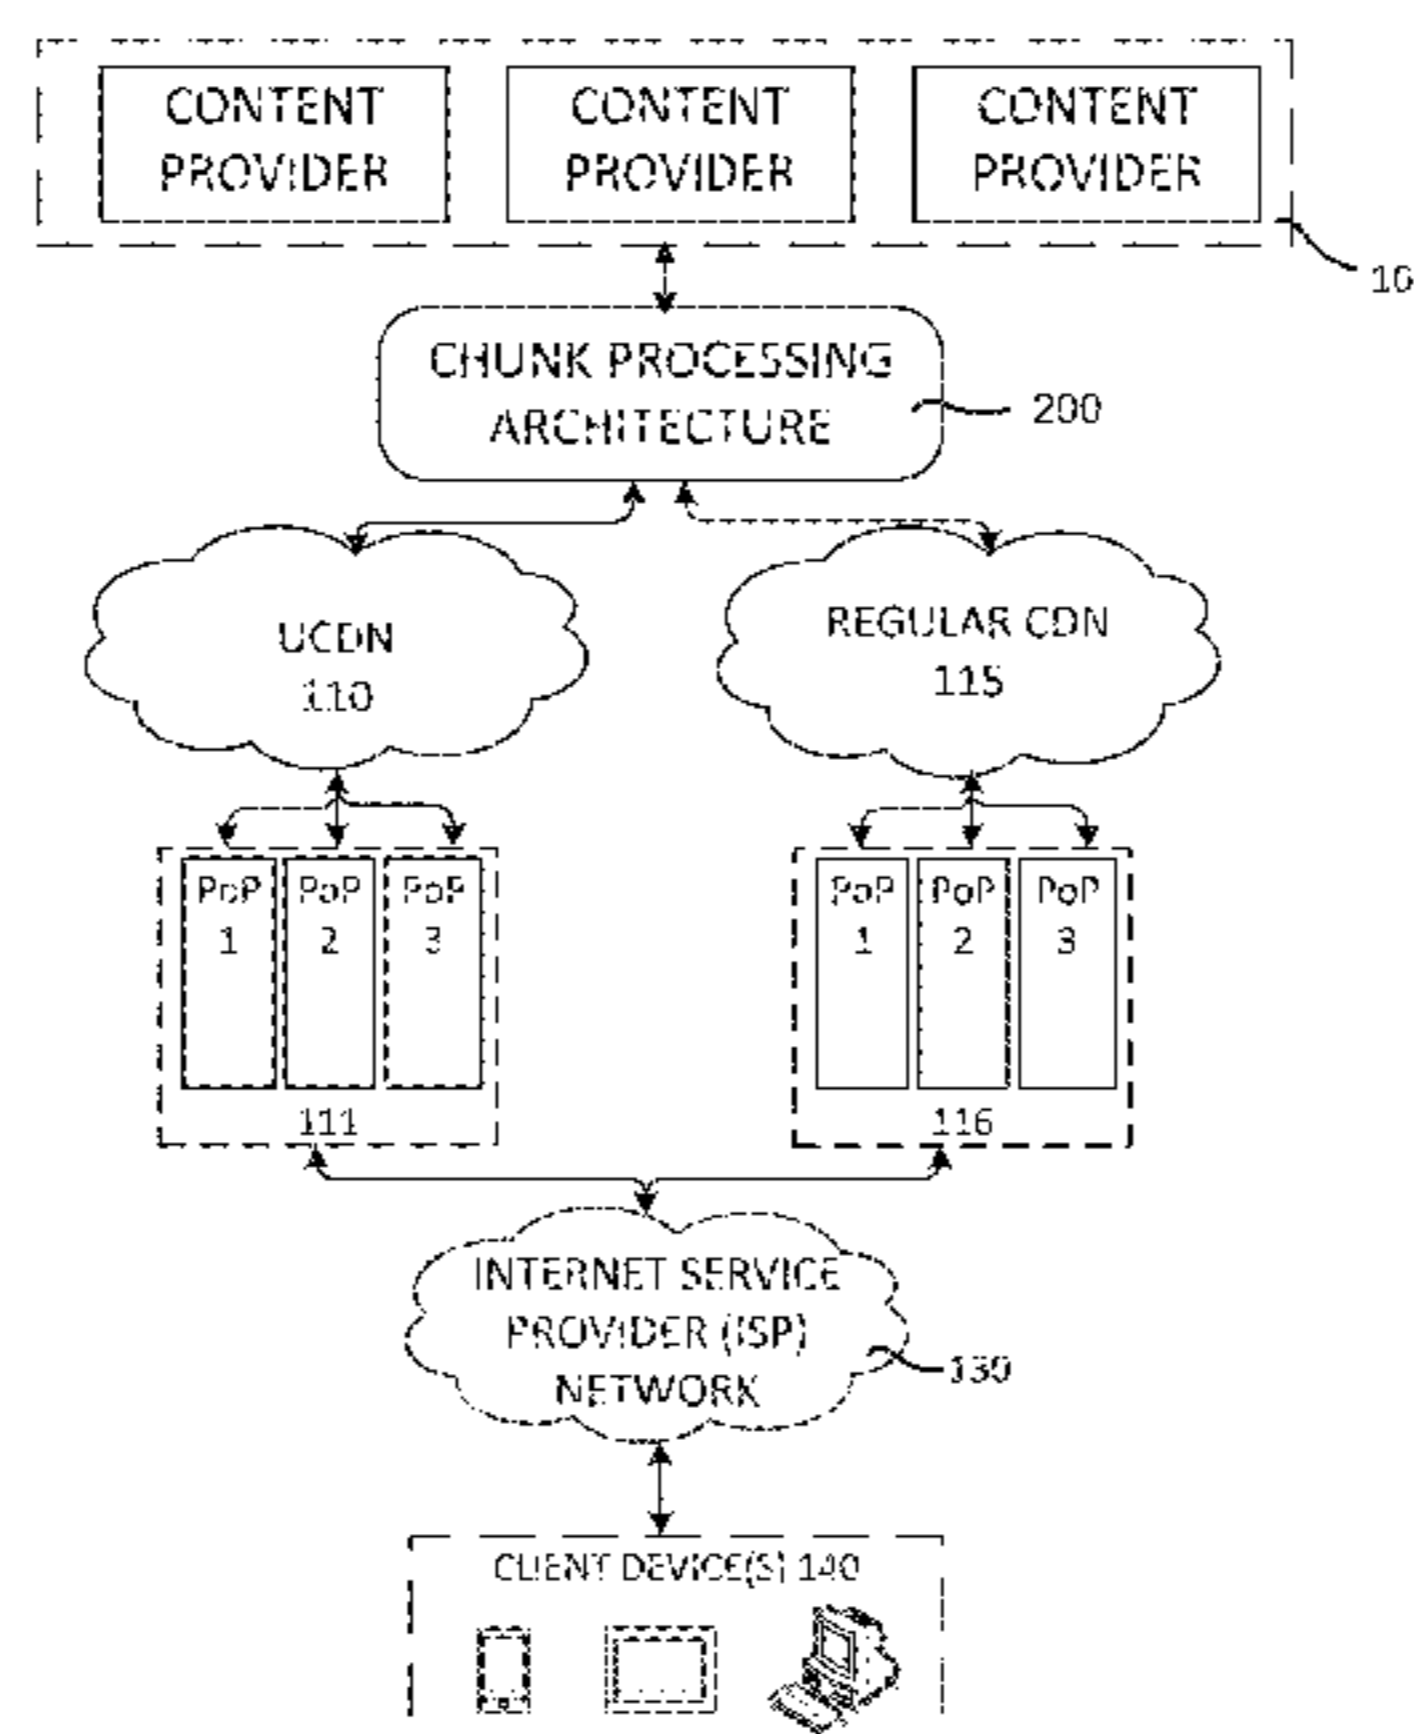 CONTENT PROVIDER
CONTENT PROVIDER
CONTENT PROVIDER
10
CHUNK PROCESSING
ARCHITECTURE
200
UCDN
110
REGULAR CDN
115
PoP 1
PoP 2
PoP 3
111
PoP 1
PoP 2
PoP 3
116
INTERNET SERVICE
PROVIDER (ISP)
NETWORK
130
CLIENT DEVICE(S) 140